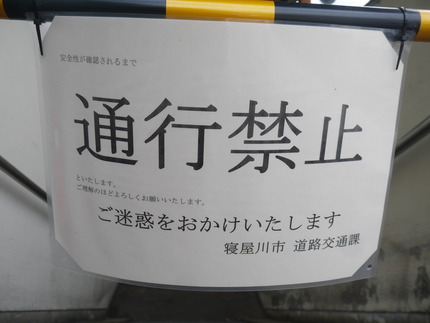 安全性が確認されるまで
通行禁止
といたします。
ご理解のほどよろしくお願いいたします。
ご迷惑をおかけいたします
寝屋川市 道路交通課